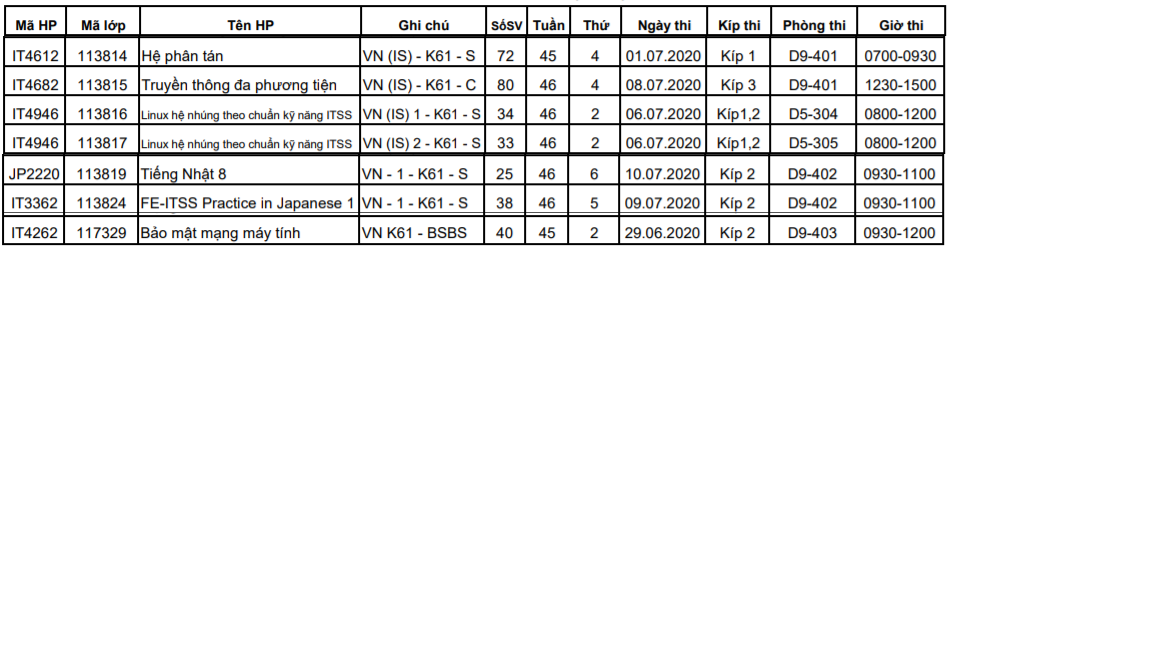 Mã HP Mã lớp Tên HP Ghi chú SốSV Tuần Thứ Ngày thi Kíp thi Phòng thi Giờ thi
IT4612 113814 Hệ phân tán VN (IS) - K61 - S 72 45 4 01.07.2020 Kíp 1 D9-401 0700-0930
IT4682 113815 Truyền thông đa phương tiện VN (IS) - K61 - C 80 46 4 08.07.2020 Kíp 3 D9-401 1230-1500
IT4946 113816 Linux hệ nhúng theo chuẩn kỹ năng ITSS VN (IS) 1 - K61 - S 34 46 2 06.07.2020 Kíp1,2 D5-304 0800-1200
IT4946 113817 Linux hệ nhúng theo chuẩn kỹ năng ITSS VN (IS) 2 - K61 - S 33 46 2 06.07.2020 Kíp1,2 D5-305 0800-1200
JP2220 113819 Tiếng Nhật 8 VN - 1 - K61 - S 25 46 6 10.07.2020 Kíp 2 D9-402 0930-1100
IT3362 113824 FE-ITSS Practice in Japanese 1 VN - 1 - K61 - S 38 46 5 09.07.2020 Kíp 2 D9-402 0930-1100
IT4262 117329 Bảo mật mạng máy tính VN K61 - BSBS 40 45 2 29.06.2020 Kíp 2 D9-403 0930-1200